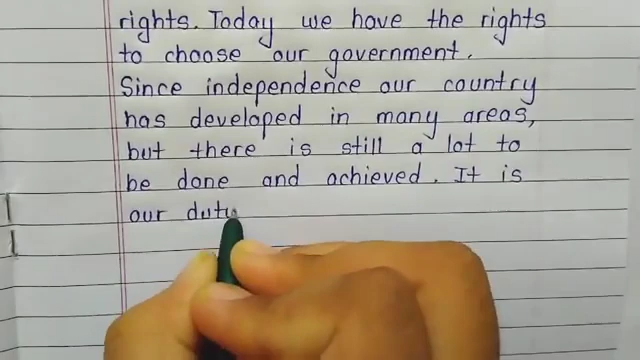 rights. Today we have the rights
to choose our government.
Since independence our country
has developed in many areas,
but there is still a lot to
be done and achieved. It is
our duty